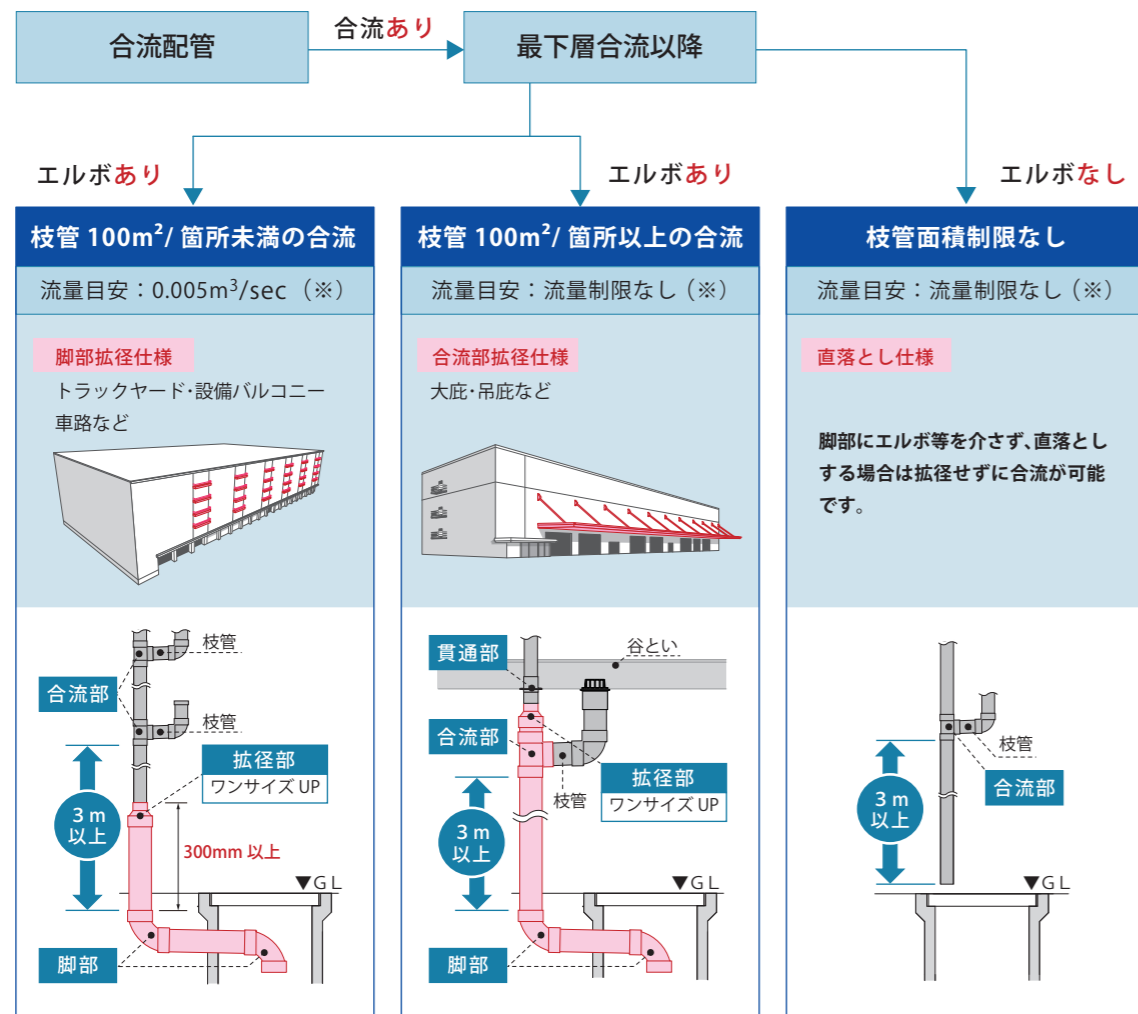 合流配管
合流あり
最下層合流以降
エルボあり
エルボあり
エルボなし
枝管 100m²/ 箇所未満の合流
流量目安：0.005m³/sec （※）
脚部拡径仕様
トラックヤード･設備バルコニー
車路など
合流部
枝管
枝管
拡径部
ワンサイズ UP
3 m
以上
300mm 以上
▼G L
脚部
枝管 100m²/ 箇所以上の合流
流量目安：流量制限なし（※）
合流部拡径仕様
大庇･吊庇など
貫通部
谷とい
合流部
枝管
拡径部
ワンサイズ UP
3 m
以上
▼G L
脚部
枝管面積制限なし
流量目安：流量制限なし（※）
直落とし仕様
脚部にエルボ等を介さず､直落とし
する場合は拡径せずに合流が可能
です。
枝管
合流部
3 m
以上
▼G L